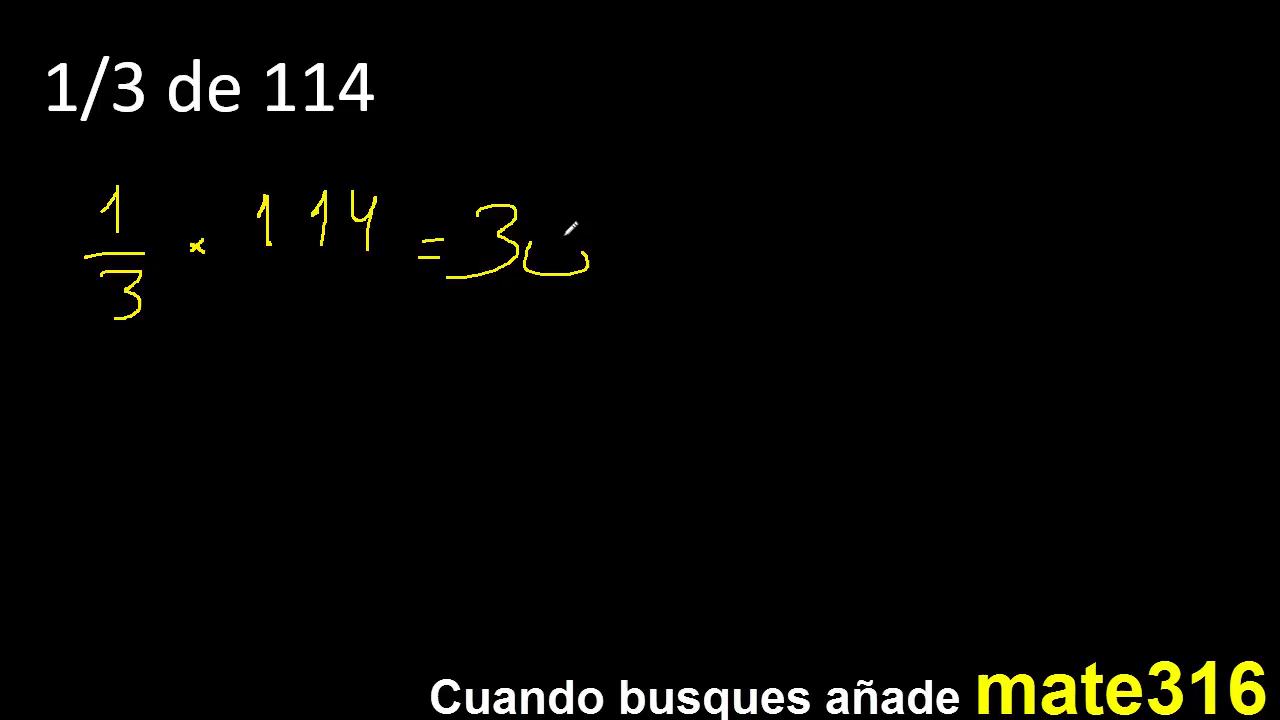 1/3 de 114
1/3 × 114 = 3
Cuando busques añade mate316